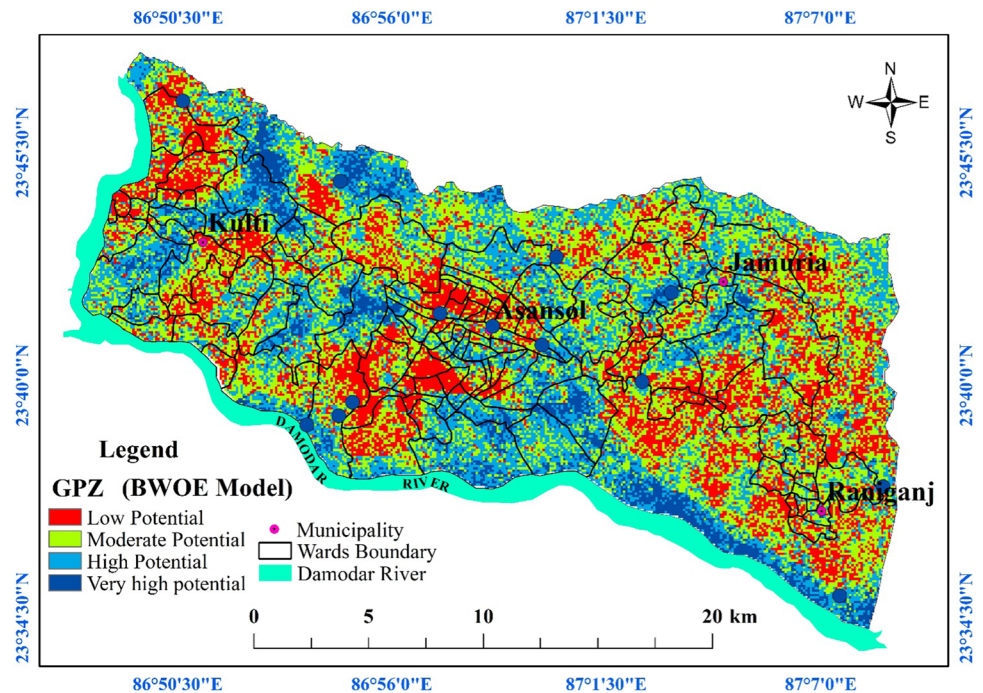 86°50'30"E 86°56'0"E 87°1'30"E 87°7'0"E
N
W E
S
23°45'30"N
23°45'30"N
Kulti
Jamuria
Asansol
23°40'0"N
23°40'0"N
DAMODAR RIVER
Raniganj
Legend
GPZ (BWOE Model)
Low Potential
Moderate Potential
High Potential
Very high potential
Municipality
Wards Boundary
Damodar River
23°34'30"N
23°34'30"N
0 5 10 20 km
86°50'30"E 86°56'0"E 87°1'30"E 87°7'0"E